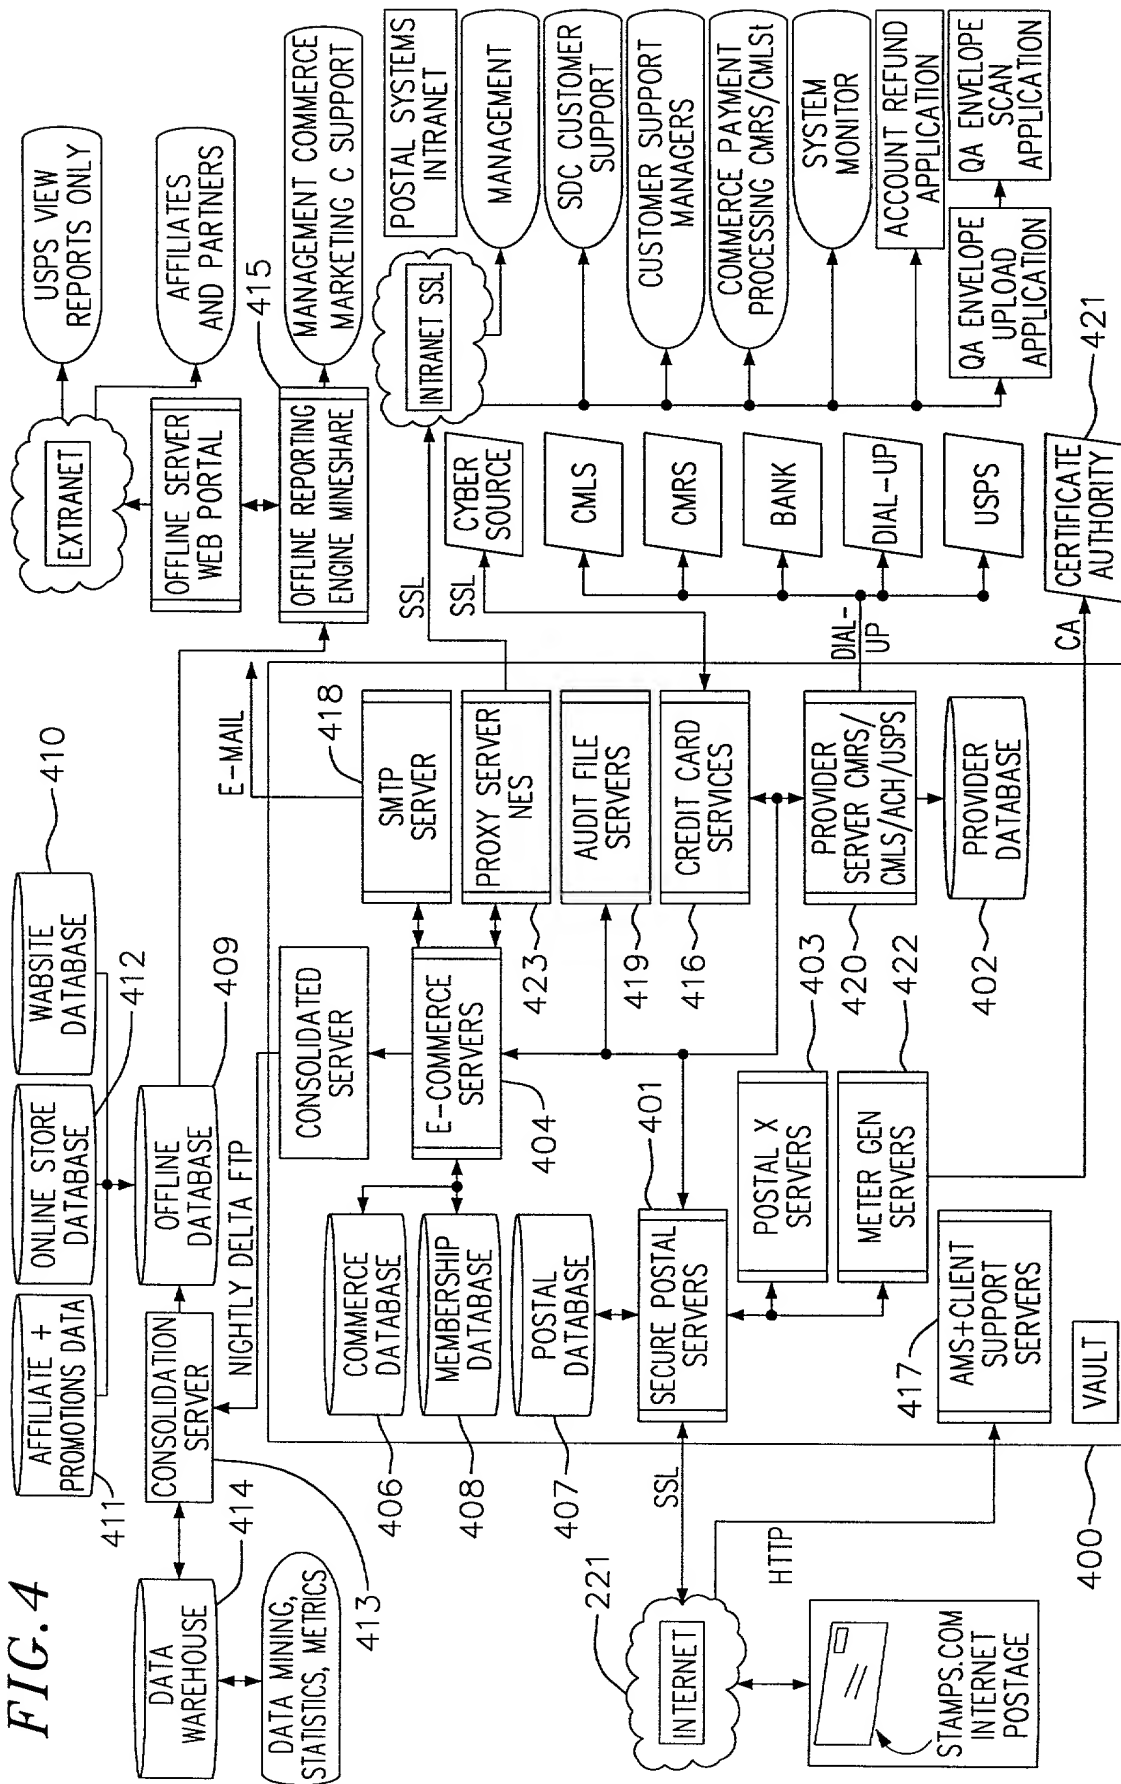 FIG. 4
AFFILIATE +
PROMOTIONS DATA
411
ONLINE STORE
DATABASE
412
WABSITE
DATABASE
410
DATA
WAREHOUSE
414
DATA MINING,
STATISTICS, METRICS
CONSOLIDATION
SERVER
413
OFFLINE
DATABASE
409
NIGHTLY DELTA FTP
E-MAIL
EXTRANET
USPS VIEW
REPORTS ONLY
OFFLINE SERVER
WEB PORTAL
AFFILIATES
AND PARTNERS
OFFLINE REPORTING
ENGINE MINESHARE
415
MANAGEMENT COMMERCE
MARKETING C SUPPORT
CONSOLIDATED
SERVER
COMMERCE
DATABASE
406
MEMBERSHIP
DATABASE
408
POSTAL
DATABASE
407
E-COMMERCE
SERVERS
404
SMTP
SERVER
418
PROXY SERVER
NES
423
AUDIT FILE
SERVERS
419
CREDIT CARD
SERVICES
416
SSL
SSL
INTRANET SSL
POSTAL SYSTEMS
INTRANET
MANAGEMENT
SDC CUSTOMER
SUPPORT
CUSTOMER SUPPORT
MANAGERS
COMMERCE PAYMENT
PROCESSING CMRS/CMLSt
SYSTEM
MONITOR
ACCOUNT REFUND
APPLICATION
QA ENVELOPE
UPLOAD
APPLICATION
QA ENVELOPE
SCAN
APPLICATION
CYBER
SOURCE
CMLS
CMRS
BANK
DIAL-UP
USPS
CERTIFICATE
AUTHORITY
421
CA
DIAL-
UP
PROVIDER
SERVER CMRS/
CMLS/ACH/USPS
420
PROVIDER
DATABASE
402
SECURE POSTAL
SERVERS
401
POSTAL X
SERVERS
403
METER GEN
SERVERS
422
AMS+CLIENT
SUPPORT
SERVERS
417
VAULT
400
SSL
HTTP
INTERNET
221
STAMPS.COM
INTERNET
POSTAGE